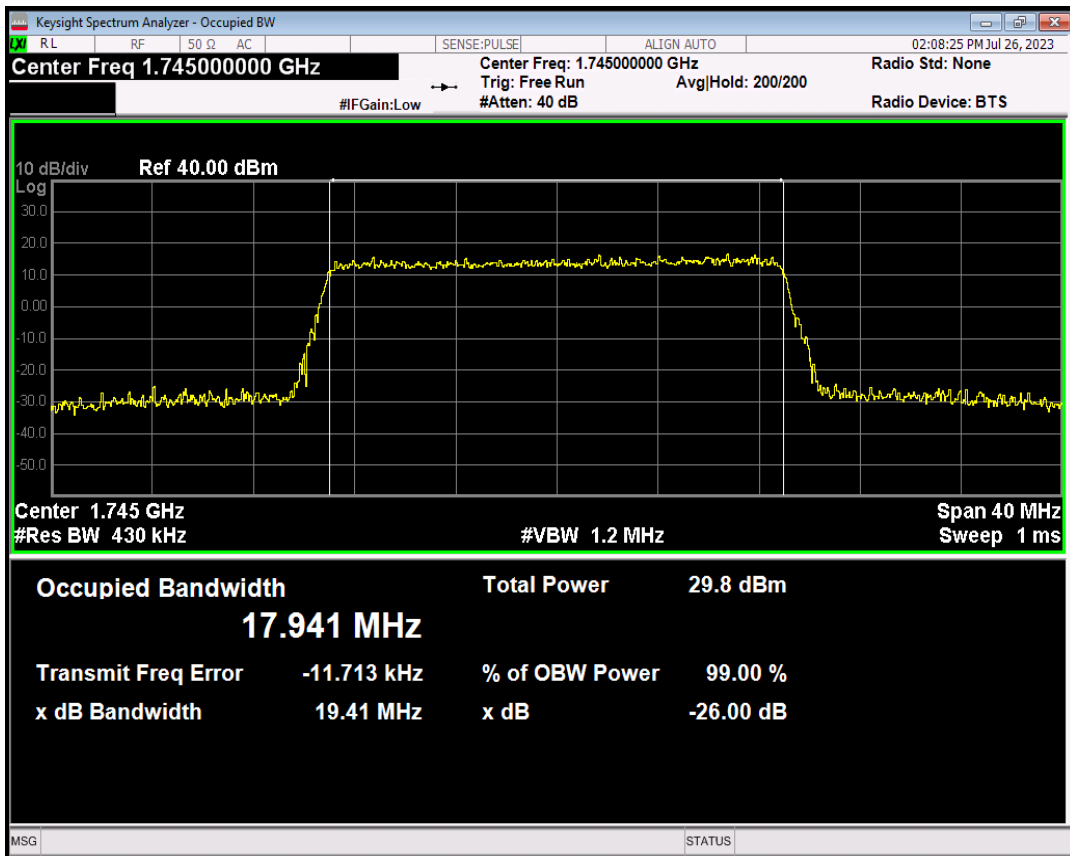 Keysight Spectrum Analyzer - Occupied BW
LXI RL RF 50 Ω AC SENSE:PULSE ALIGN AUTO 02:08:25 PM Jul 26, 2023
Center Freq 1.745000000 GHz Center Freq: 1.745000000 GHz Radio Std: None
Trig: Free Run Avg|Hold: 200/200
#IFGain:Low #Atten: 40 dB Radio Device: BTS
10 dB/div Ref 40.00 dBm
Log
30.0
20.0
10.0
0.00
-10.0
-20.0
-30.0
-40.0
-50.0
Center 1.745 GHz Span 40 MHz
#Res BW 430 kHz #VBW 1.2 MHz Sweep 1 ms
Occupied Bandwidth Total Power 29.8 dBm
17.941 MHz
Transmit Freq Error -11.713 kHz % of OBW Power 99.00 %
x dB Bandwidth 19.41 MHz x dB -26.00 dB
MSG STATUS